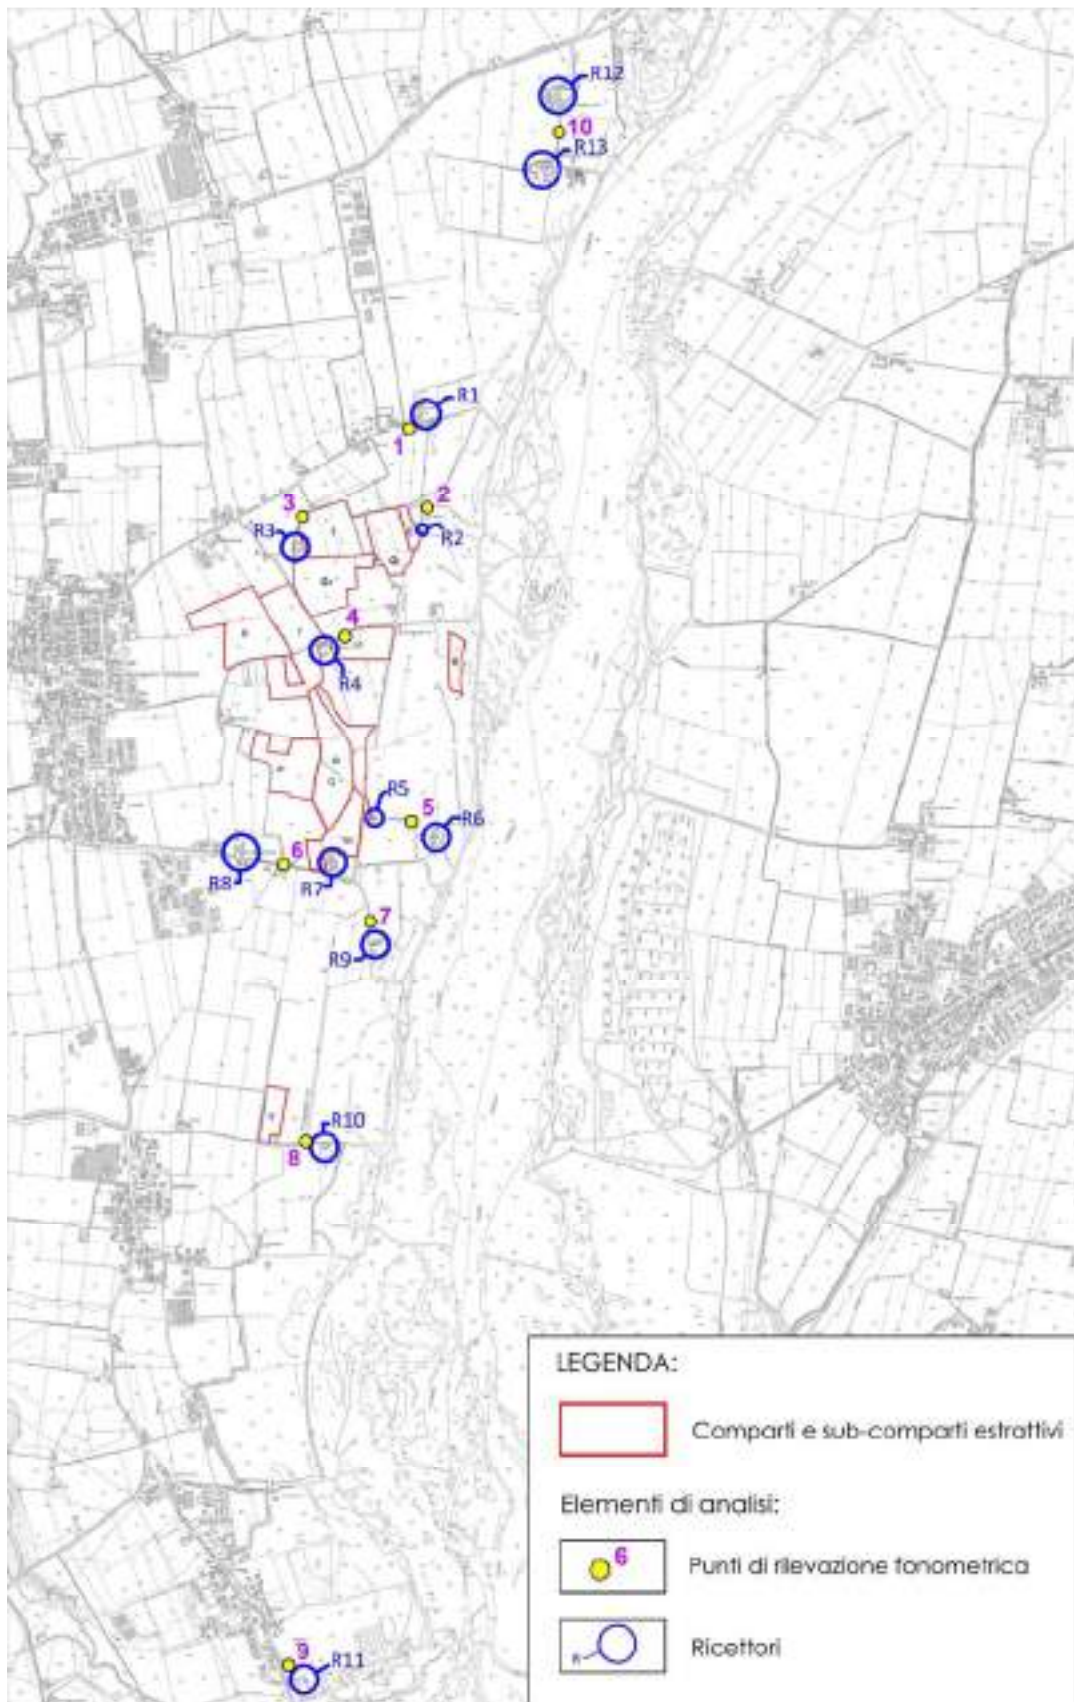 R12
10
R13
R1
1
2
3
R3
R2
4
R4
R5
5
R6
6
R8
R7
7
R9
R10
8
9
R11
LEGENDA:
Comparti e sub-comparti estrattivi
Elementi di analisi:
6
Punti di rilevazione fonometrica
R
Ricettori